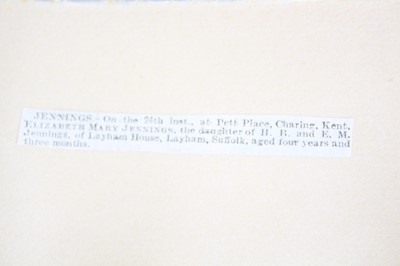 JENNINGS.—On the 24th inst., at Pett Place, Charing, Kent,
ELIZABETH MARY JENNINGS, the daughter of H. B. and E. M.
Jennings, of Layham House, Layham, Suffolk, aged four years and
three months.